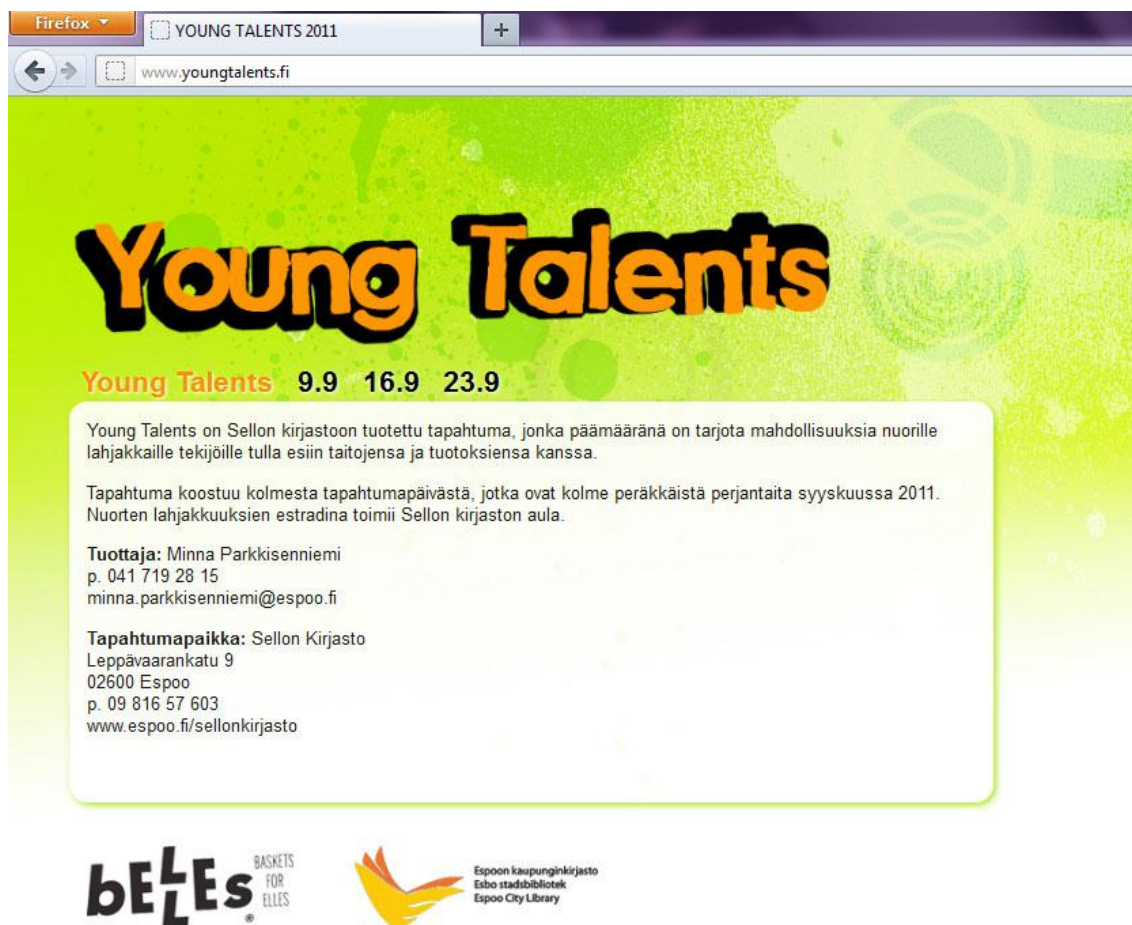 Firefox
YOUNG TALENTS 2011
www.youngtalents.fi
Young Talents
Young Talents 9.9 16.9 23.9
Young Talents on Sellon kirjastoon tuotettu tapahtuma, jonka päämääränä on tarjota mahdollisuuksia nuorille
lahjakkaille tekijöille tulla esiin taitojensa ja tuotoksiensa kanssa.
Tapahtuma koostuu kolmesta tapahtumapäivästä, jotka ovat kolme peräkkäistä perjantaita syyskuussa 2011.
Nuorten lahjakkuuksien estradina toimii Sellon kirjaston aula.
Tuottaja: Minna Parkkisenniemi
p. 041 719 28 15
minna.parkkisenniemi@espoo.fi
Tapahtumapaikka: Sellon Kirjasto
Leppävaarankatu 9
02600 Espoo
p. 09 816 57 603
www.espoo.fi/sellonkirjasto
bELLEs®
BASKETS
FOR
ELLES
Espoon kaupunginkirjasto
Esbo stadsbibliotek
Espoo City Library